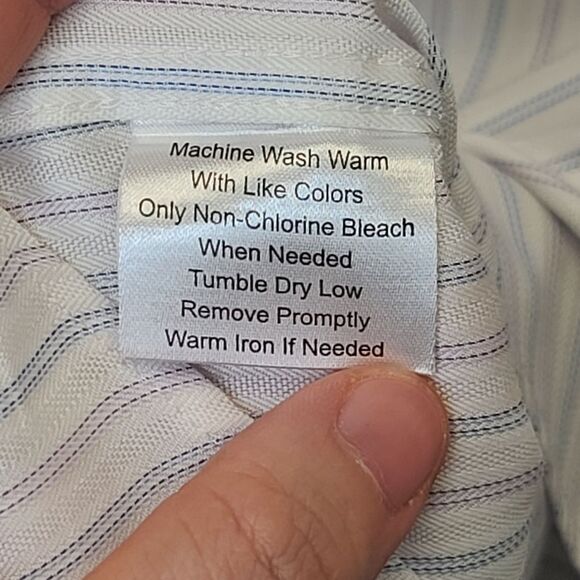 Machine Wash Warm
With Like Colors
Only Non-Chlorine Bleach
When Needed
Tumble Dry Low
Remove Promptly
Warm Iron If Needed